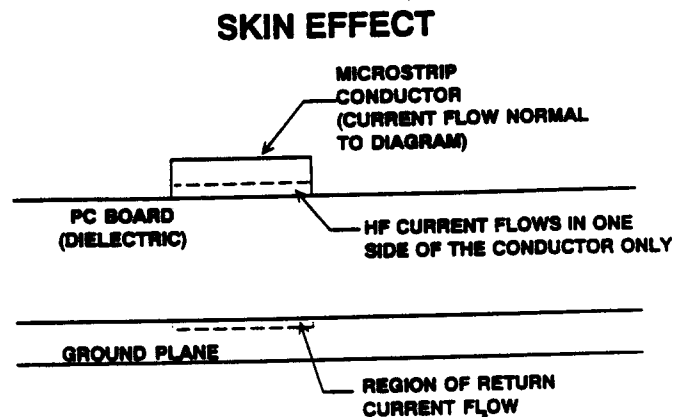 SKIN EFFECT
MICROSTRIP
CONDUCTOR
(CURRENT FLOW NORMAL
TO DIAGRAM)
PC BOARD
(DIELECTRIC)
HF CURRENT FLOWS IN ONE
SIDE OF THE CONDUCTOR ONLY
GROUND PLANE
REGION OF RETURN
CURRENT FLOW